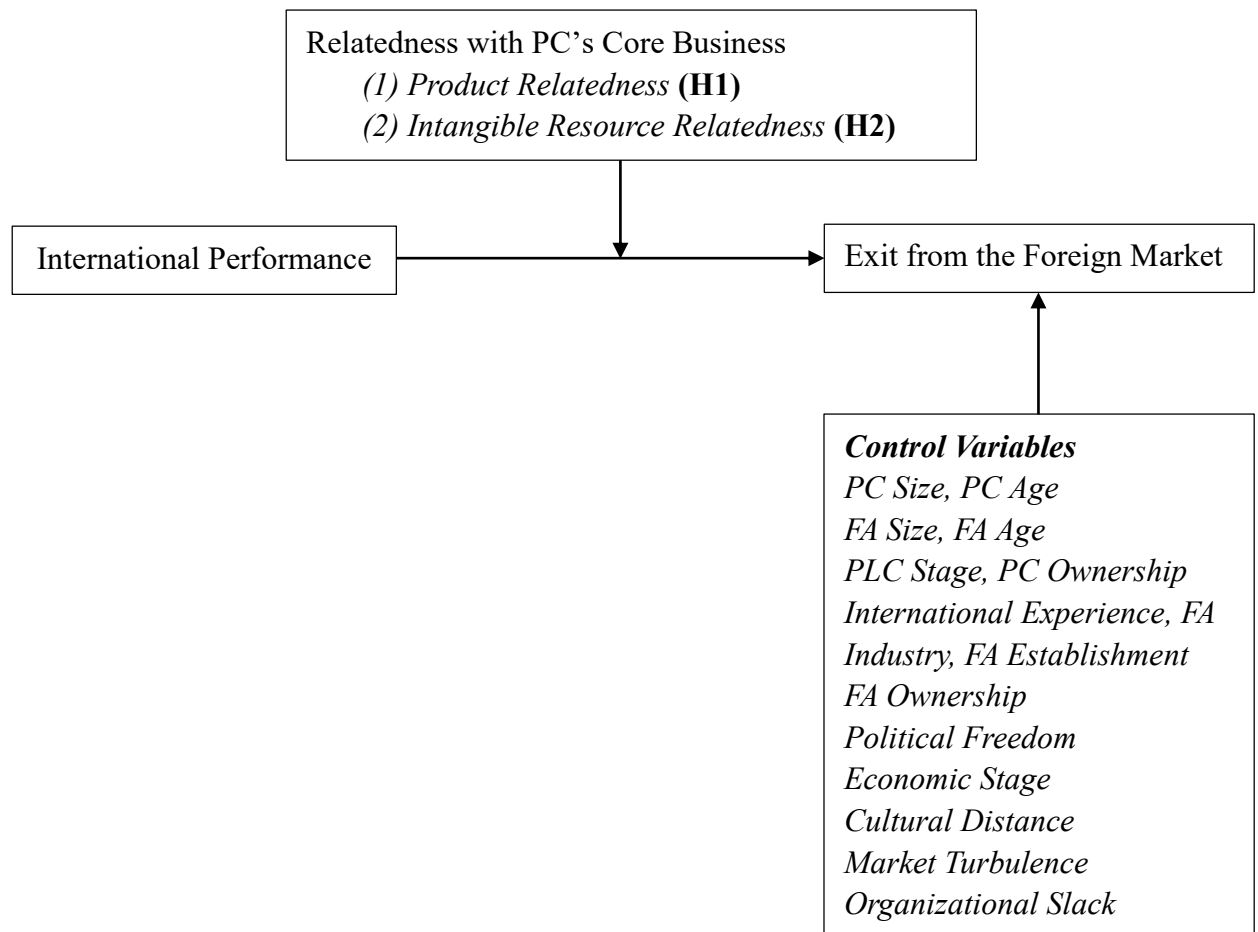 Relatedness with PC’s Core Business
(1) Product Relatedness (H1)
(2) Intangible Resource Relatedness (H2)
International Performance
Exit from the Foreign Market
Control Variables
PC Size, PC Age
FA Size, FA Age
PLC Stage, PC Ownership
International Experience, FA
Industry, FA Establishment
FA Ownership
Political Freedom
Economic Stage
Cultural Distance
Market Turbulence
Organizational Slack